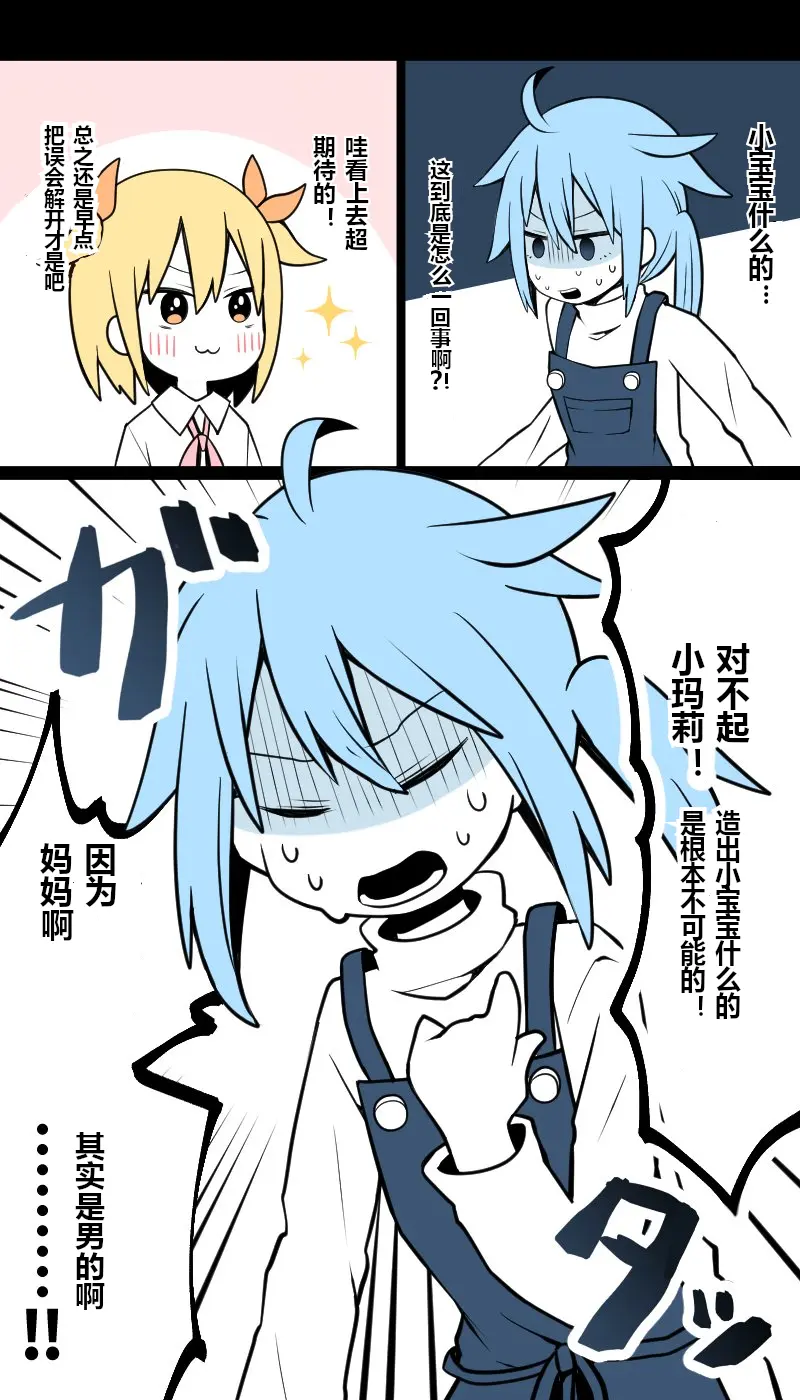 小宝宝什么的…
这到底是怎么一回事啊?!
哇看上去超
期待的！
总之还是早点
把误会解开才是吧
ガ
ッ
对不起
小玛莉！
造出小宝宝什么的
是根本不可能的！
因为
妈妈啊
其实是男的啊
………!!
タ
ッ